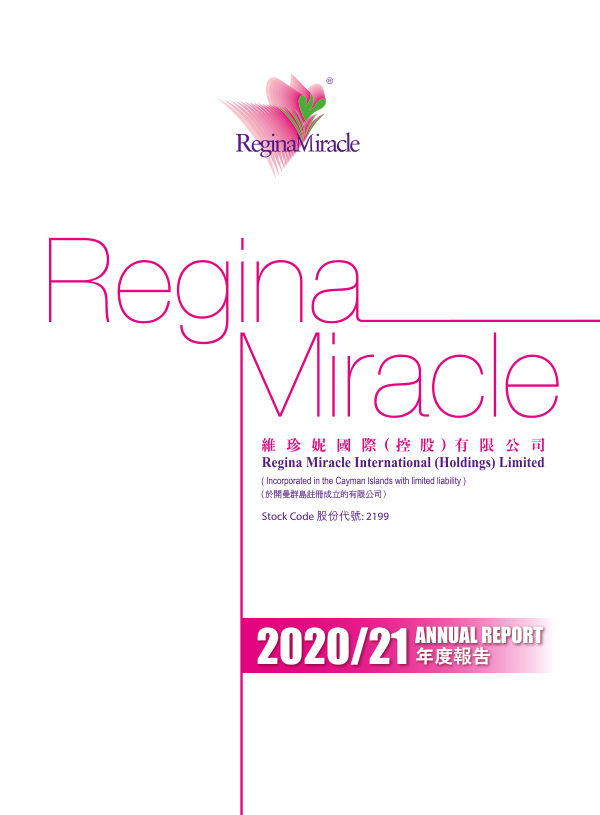 ®
ReginaMiracle
Regina
Miracle
維珍妮國際(控股)有限公司
Regina Miracle International (Holdings) Limited
( Incorporated in the Cayman Islands with limited liability )
(於開曼群島註冊成立的有限公司)
Stock Code 股份代號: 2199
2020/21 ANNUAL REPORT
年度報告